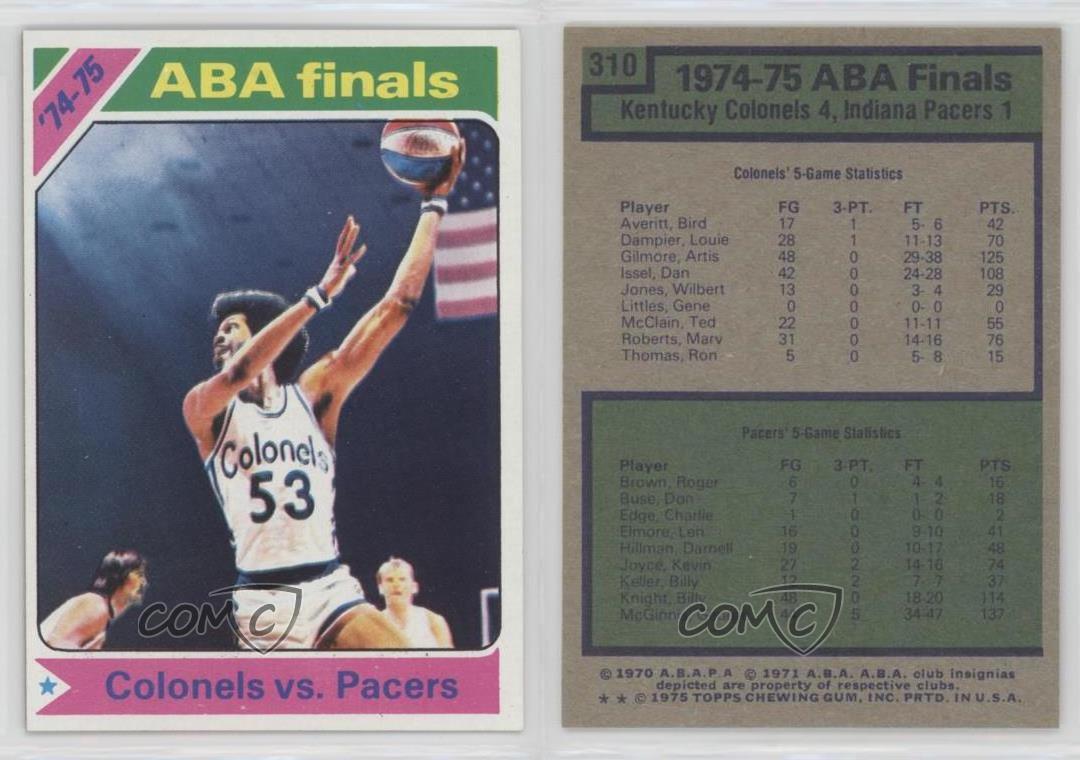 '74-75
ABA finals
Colonels
53
COMC
Colonels vs. Pacers
310
1974-75 ABA Finals
Kentucky Colonels 4, Indiana Pacers 1
Colonels' 5-Game Statistics
Player FG 3-PT. FT PTS.
Averitt, Bird 17 1 5- 6 42
Dampier, Louie 28 1 11-13 70
Gilmore, Artis 48 0 29-38 125
Issel, Dan 42 0 24-28 108
Jones, Wilbert 13 0 3- 4 29
Littles, Gene 0 0 0- 0 0
McClain, Ted 22 0 11-11 55
Roberts, Marv 31 0 14-16 76
Thomas, Ron 5 0 5- 8 15
Pacers' 5-Game Statistics
Player FG 3-PT. FT PTS
Brown, Roger 6 0 4- 4 16
Buse, Don 7 1 1- 2 18
Edge, Charlie 1 0 0- 0 2
Elmore, Len 16 0 9-10 41
Hillman, Darnell 19 0 10-17 48
Joyce, Kevin 27 2 14-16 74
Keller, Billy 12 2 7- 7 37
Knight, Billy 48 0 18-20 114
5 34-47 137
COMC
© 1970 A.B.A.P.A © 1971 A.B.A. A.B.A. club insignias
depicted are property of respective clubs.
★ ★ © 1975 TOPPS CHEWING GUM, INC. PRTD. IN U.S.A.